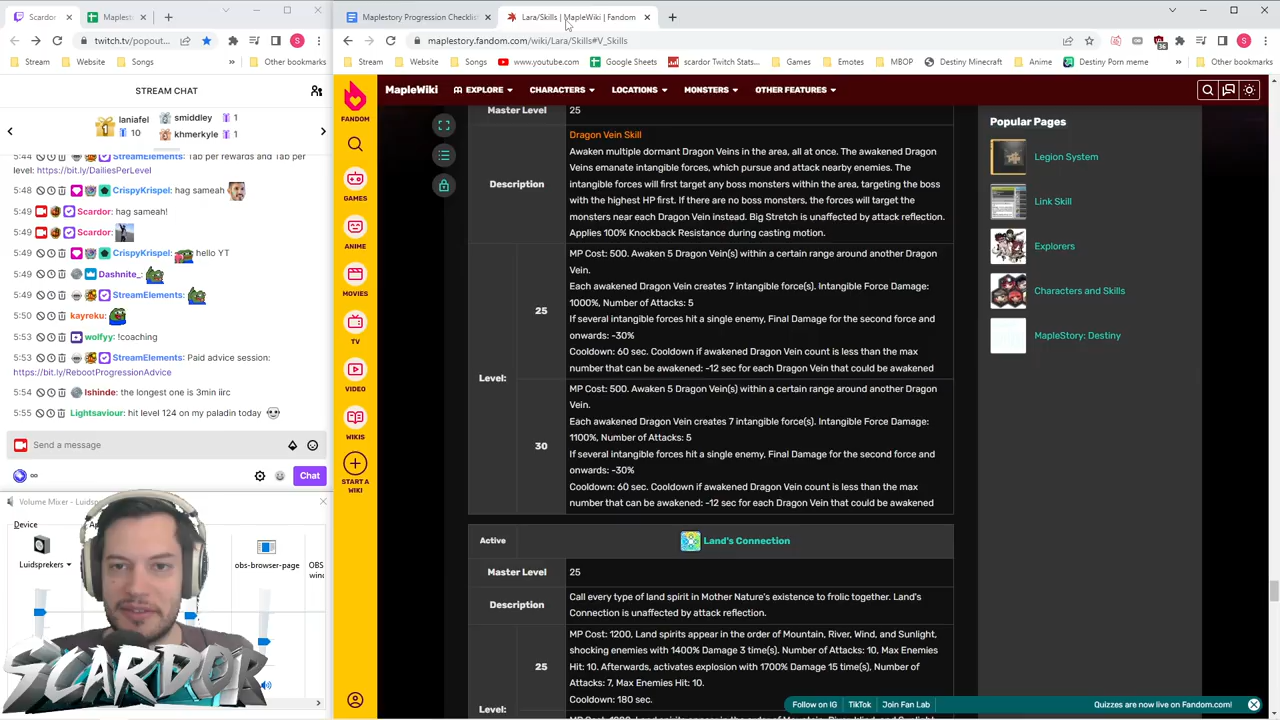 Scardor
Maplest
twitch.tv/popout...
Stream
Website
Songs
»
Other bookmarks
STREAM CHAT
laniafel
10
smiddley 1
khmerkyle 1
5:44 StreamElements: Tab per rewards and Tab per
level: https://bit.ly/DailiesPerLevel
5:48 CrispyKrispel: hag sameah
5:49 Scardor: hag sameah!
5:49 Scardor:
5:49 CrispyKrispel: hello YT
5:49 Dashnite_:
5:49 StreamElements:
5:50 kayreku:
5:53 wolfyy: !coaching
5:53 StreamElements: Paid advice session:
https://bit.ly/RebootProgressionAdvice
5:54 Ishinde: the longest one is 3min iirc
5:55 Lightsaviour: hit level 124 on my paladin today
Send a message
Chat
Volume Mixer - Luidsp
Device
Luidsprekers
obs-browser-page
OBS
wind
SCARDOR
Maplestory Progression Checklis
Lara/Skills | MapleWiki | Fandom
maplestory.fandom.com/wiki/Lara/Skills#V_Skills
36
S
Stream
Website
Songs
www.youtube.com
Google Sheets
scardor Twitch Stats...
Games
Emotes
MBOP
Destiny Minecraft
Anime
Destiny Porn meme
»
Other bookmarks
FANDOM
GAMES
ANIME
MOVIES
TV
VIDEO
WIKIS
START A
WIKI
MapleWiki
EXPLORE
CHARACTERS
LOCATIONS
MONSTERS
OTHER FEATURES
Master Level
25
Description
Dragon Vein Skill
Awaken multiple dormant Dragon Veins in the area, all at once. The awakened Dragon
Veins emanate intangible forces, which pursue and attack nearby enemies. The
intangible forces will first target any boss monsters within the area, targeting the boss
with the highest HP first. If there are no boss monsters, the forces will target the
monsters near each Dragon Vein instead. Big Stretch is unaffected by attack reflection.
Applies 100% Knockback Resistance during casting motion.
Level:
25
MP Cost: 500. Awaken 5 Dragon Vein(s) within a certain range around another Dragon
Vein.
Each awakened Dragon Vein creates 7 intangible force(s). Intangible Force Damage:
1000%, Number of Attacks: 5
If several intangible forces hit a single enemy, Final Damage for the second force and
onwards: -30%
Cooldown: 60 sec. Cooldown if awakened Dragon Vein count is less than the max
number that can be awakened: -12 sec for each Dragon Vein that could be awakened
30
MP Cost: 500. Awaken 5 Dragon Vein(s) within a certain range around another Dragon
Vein.
Each awakened Dragon Vein creates 7 intangible force(s). Intangible Force Damage:
1100%, Number of Attacks: 5
If several intangible forces hit a single enemy, Final Damage for the second force and
onwards: -30%
Cooldown: 60 sec. Cooldown if awakened Dragon Vein count is less than the max
number that can be awakened: -12 sec for each Dragon Vein that could be awakened
Active
Land's Connection
Master Level
25
Description
Call every type of land spirit in Mother Nature's existence to frolic together. Land's
Connection is unaffected by attack reflection.
Level:
25
MP Cost: 1200, Land spirits appear in the order of Mountain, River, Wind, and Sunlight,
shocking enemies with 1400% Damage 3 time(s). Number of Attacks: 10, Max Enemies
Hit: 10. Afterwards, activates explosion with 1700% Damage 15 time(s), Number of
Attacks: 7, Max Enemies Hit: 10.
Cooldown: 180 sec.
Popular Pages
Legion System
Link Skill
Explorers
Characters and Skills
MapleStory: Destiny
Follow on IG
TikTok
Join Fan Lab
Quizzes are now live on Fandom.com!